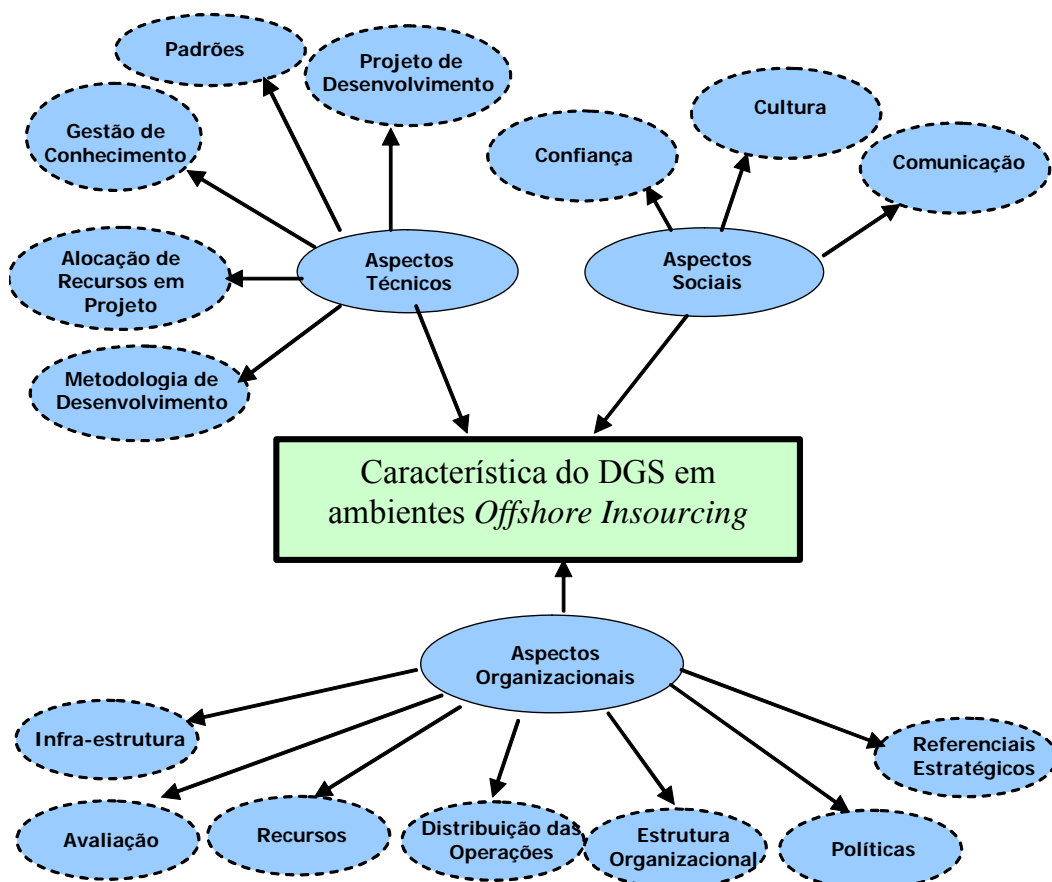 Padrões
Projeto de
Desenvolvimento
Gestão de
Conhecimento
Confiança
Cultura
Comunicação
Alocação de
Recursos em
Projeto
Aspectos
Técnicos
Aspectos
Sociais
Metodologia de
Desenvolvimento
Característica do DGS em
ambientes Offshore Insourcing
Aspectos
Organizacionais
Infra-estrutura
Referenciais
Estratégicos
Avaliação
Recursos
Distribuição das
Operações
Estrutura
Organizacional
Políticas